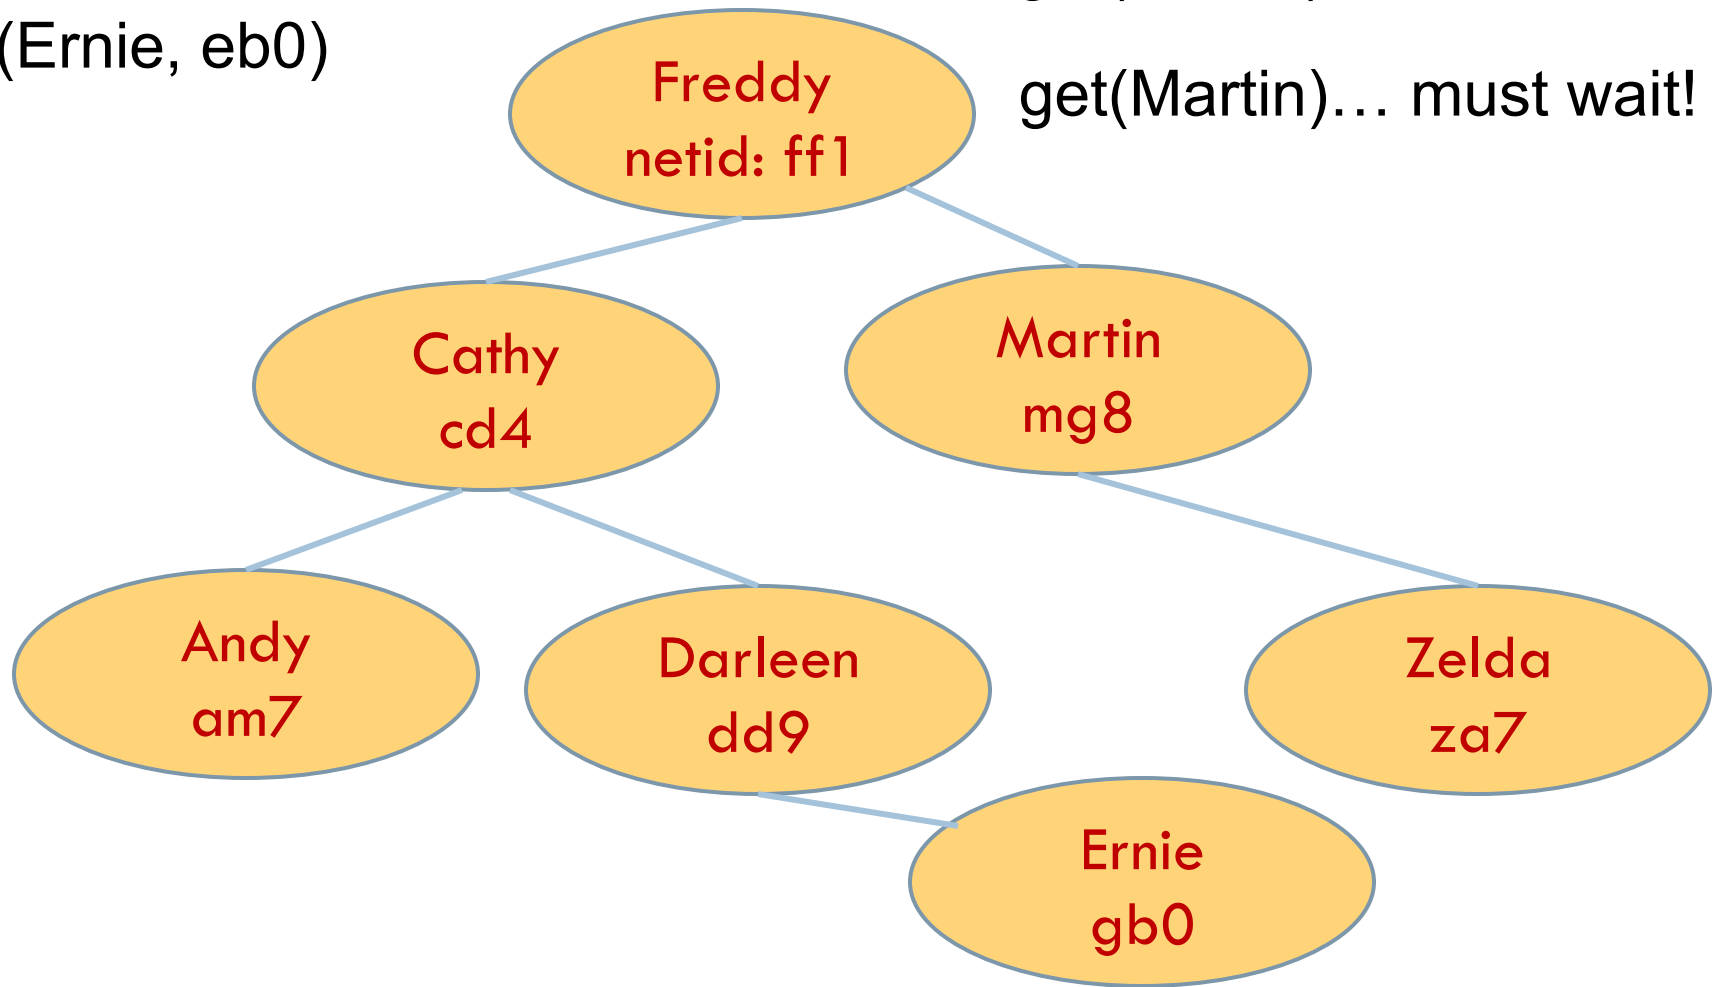 (Ernie, eb0)
get(Martin)… must wait!
Freddy
netid: ff1
Cathy
cd4
Martin
mg8
Andy
am7
Darleen
dd9
Zelda
za7
Ernie
gb0